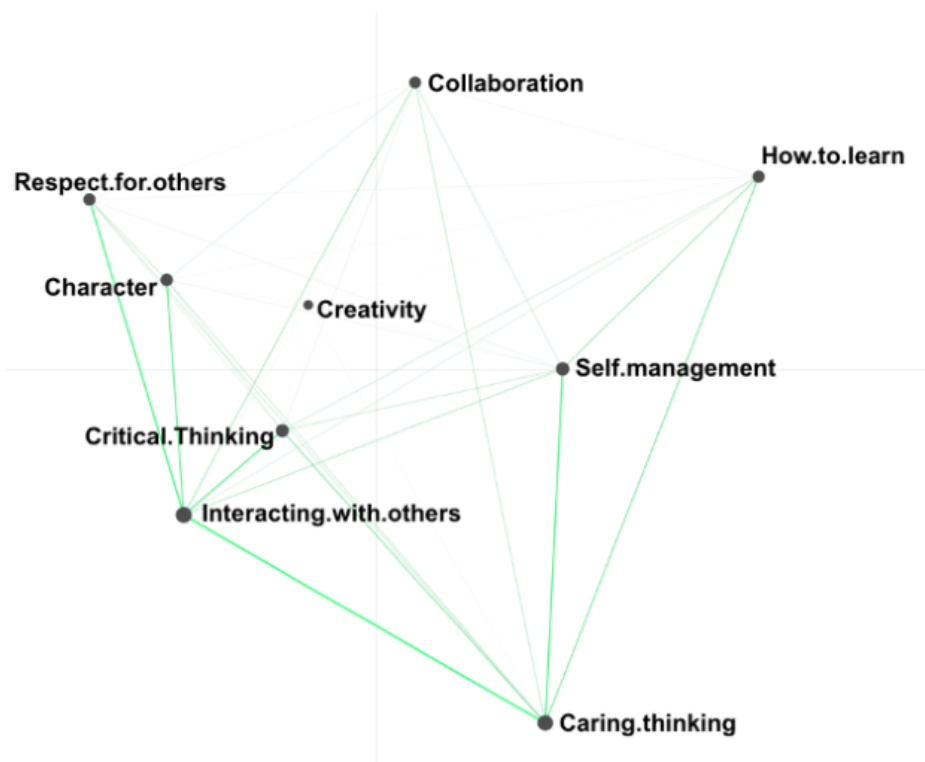 Collaboration
How.to.learn
Respect.for.others
Character
Creativity
Self.management
Critical.Thinking
Interacting.with.others
Caring.thinking